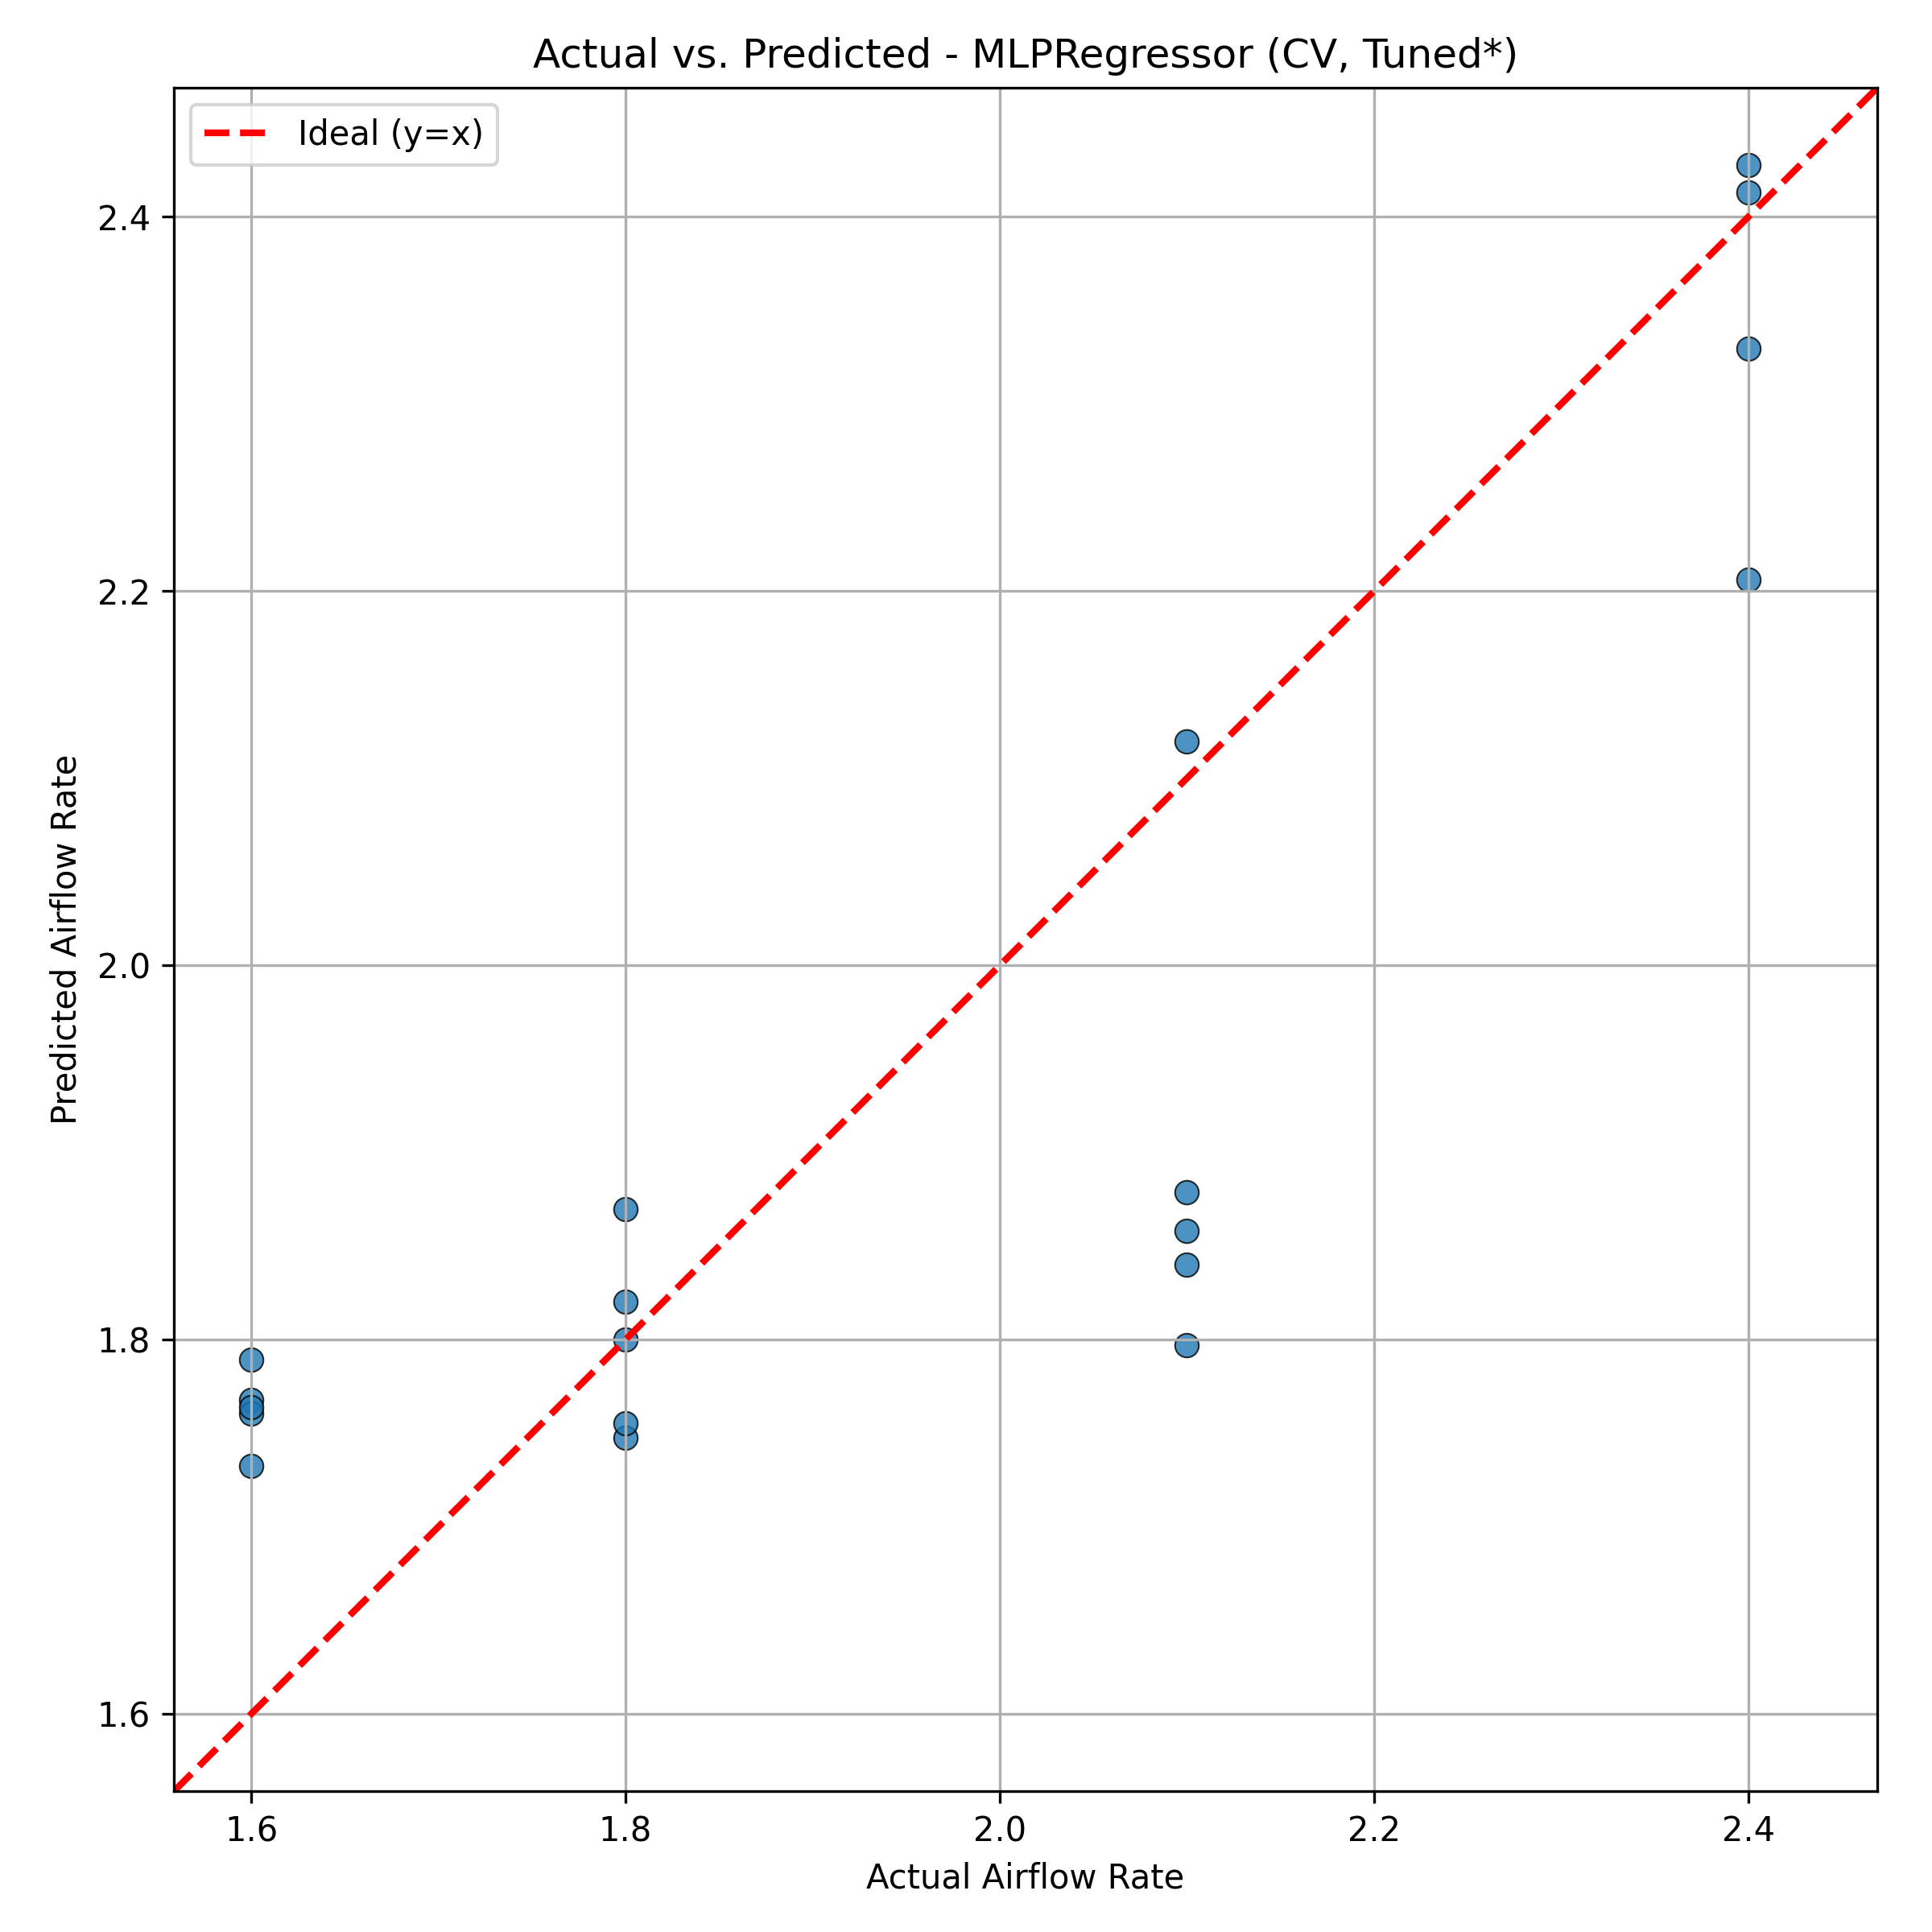 Actual vs. Predicted - MLPRegressor (CV, Tuned*)
Ideal (y=x)
2.4
2.2
2.0
1.8
1.6
Predicted Airflow Rate
1.6 1.8 2.0 2.2 2.4
Actual Airflow Rate